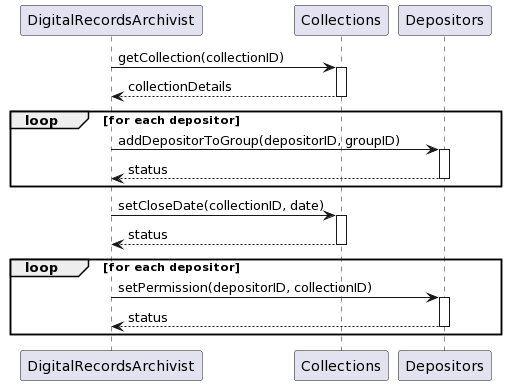 DigitalRecordsArchivist Collections Depositors
getCollection(collectionID)
collectionDetails
loop [for each depositor]
addDepositorToGroup(depositorID, groupID)
status
setCloseDate(collectionID, date)
status
loop [for each depositor]
setPermission(depositorID, collectionID)
status
DigitalRecordsArchivist Collections Depositors